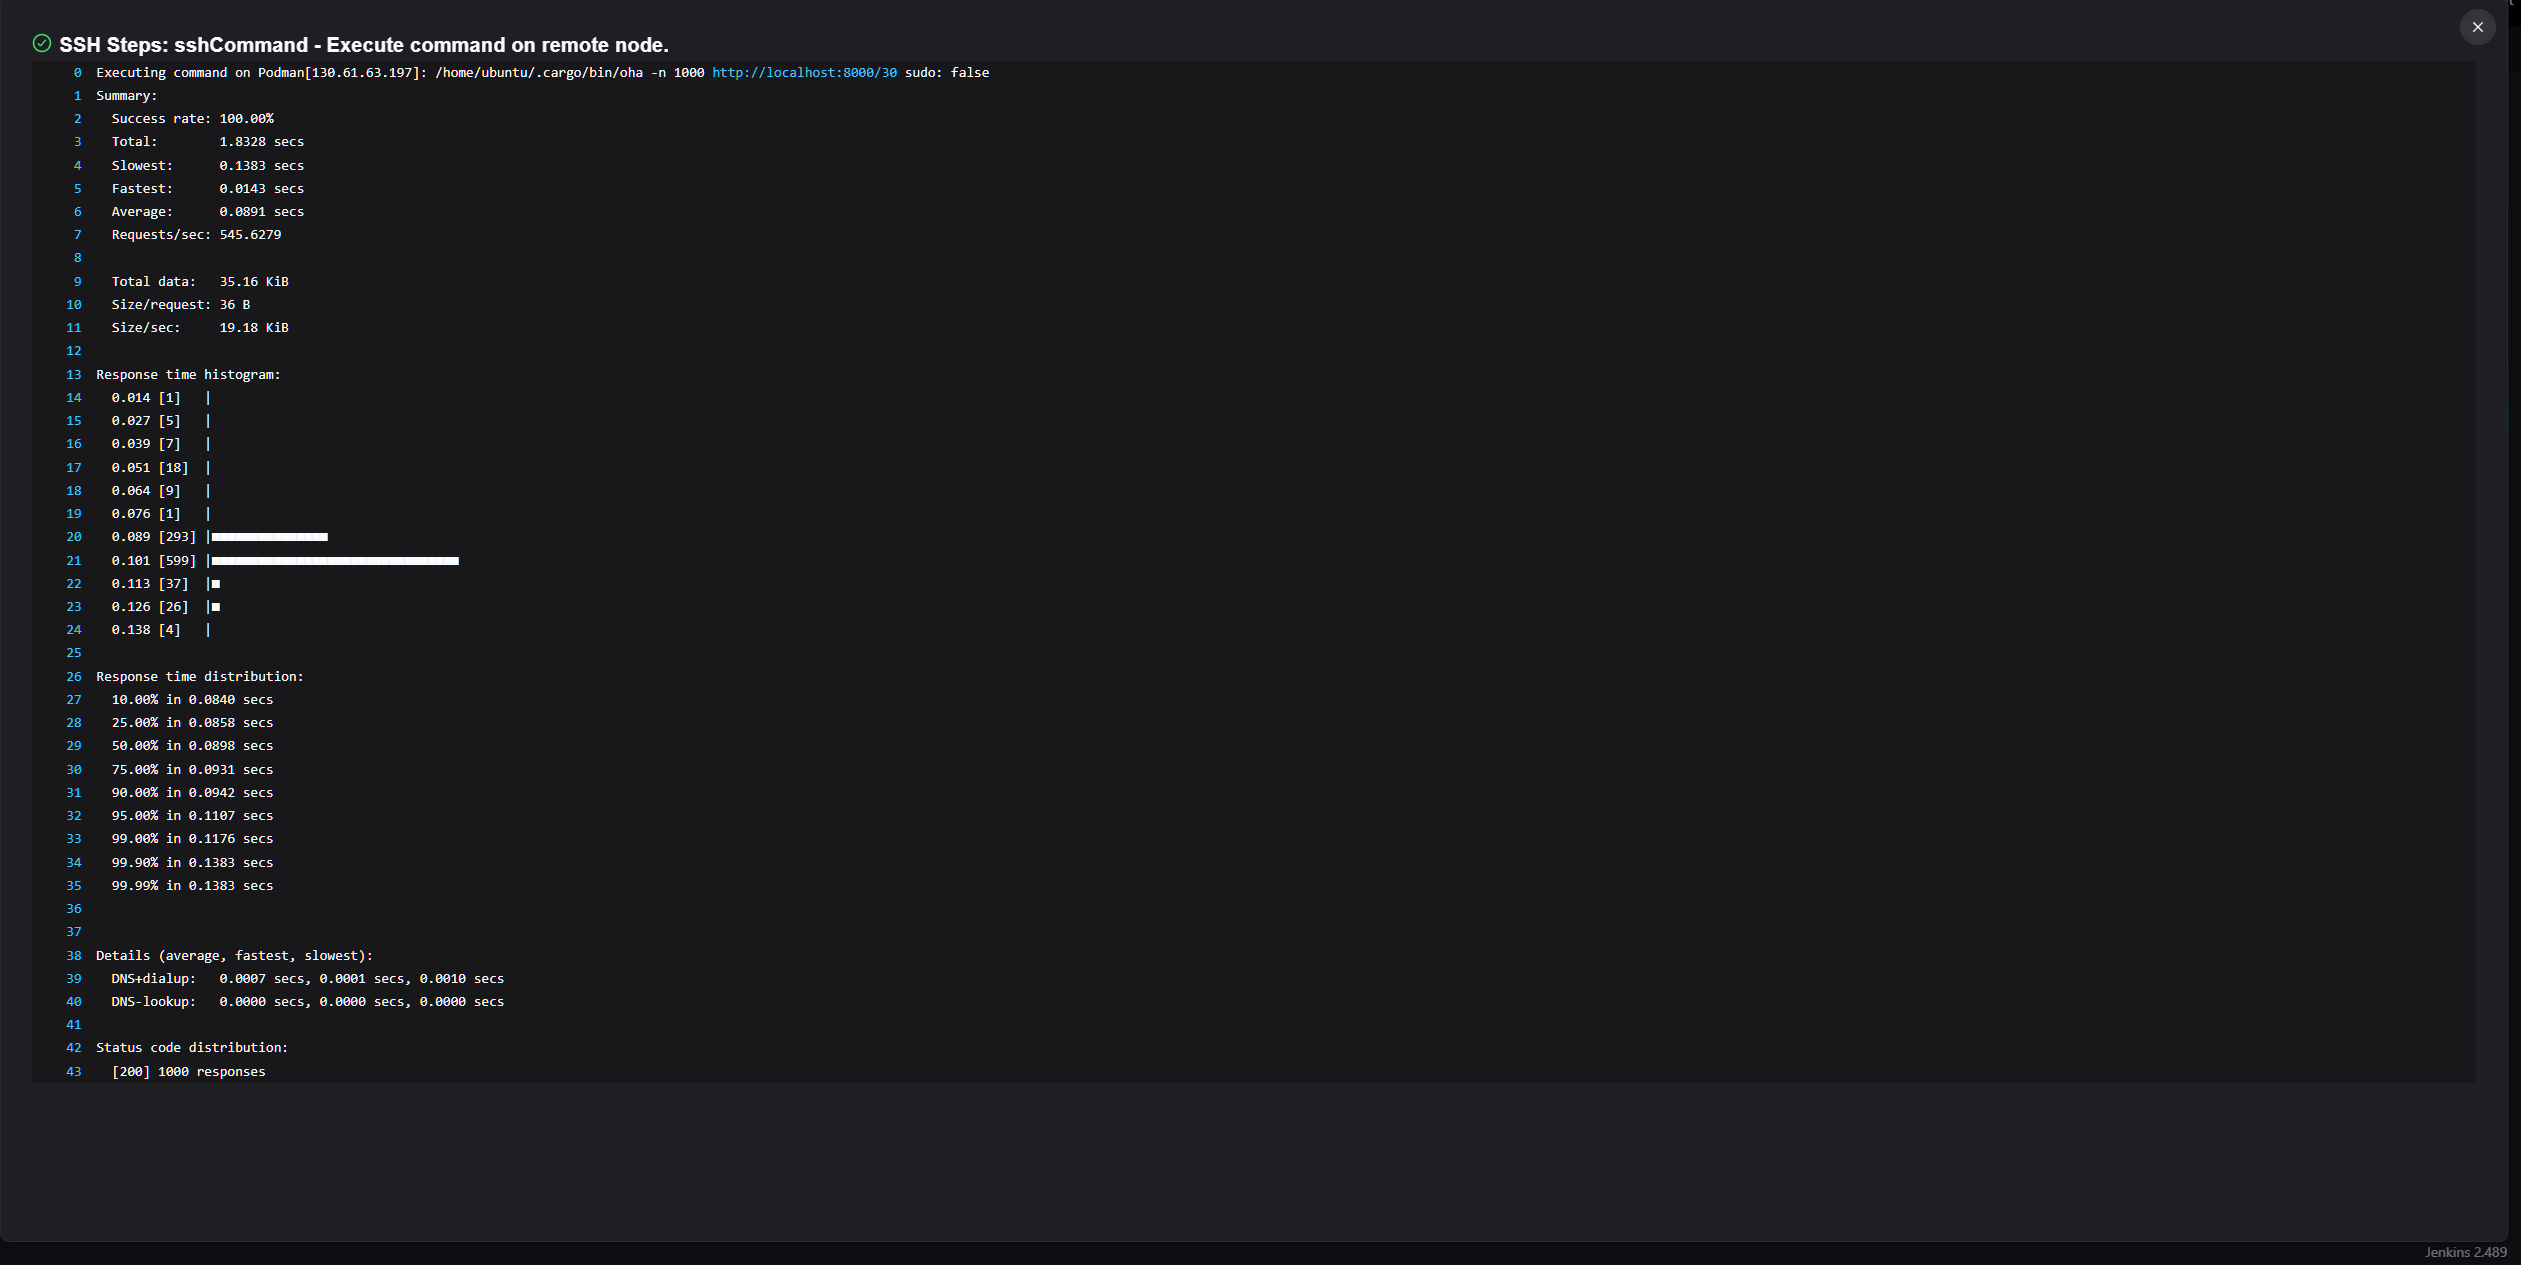 SSH Steps: sshCommand - Execute command on remote node.
0 Executing command on Podman[130.61.63.197]: /home/ubuntu/.cargo/bin/oha -n 1000 http://localhost:8000/30 sudo: false
1 Summary:
2 Success rate: 100.00%
3 Total: 1.8328 secs
4 Slowest: 0.1383 secs
5 Fastest: 0.0143 secs
6 Average: 0.0891 secs
7 Requests/sec: 545.6279
8
9 Total data: 35.16 KiB
10 Size/request: 36 B
11 Size/sec: 19.18 KiB
12
13 Response time histogram:
14 0.014 [1] |
15 0.027 [5] |
16 0.039 [7] |
17 0.051 [18] |
18 0.064 [9] |
19 0.076 [1] |
20 0.089 [293] |■■■■■■■■■■■■■■■
21 0.101 [599] |■■■■■■■■■■■■■■■■■■■■■■■■■■■■■■■■
22 0.113 [37] |■
23 0.126 [26] |■
24 0.138 [4] |
25
26 Response time distribution:
27 10.00% in 0.0840 secs
28 25.00% in 0.0858 secs
29 50.00% in 0.0898 secs
30 75.00% in 0.0931 secs
31 90.00% in 0.0942 secs
32 95.00% in 0.1107 secs
33 99.00% in 0.1176 secs
34 99.90% in 0.1383 secs
35 99.99% in 0.1383 secs
36
37
38 Details (average, fastest, slowest):
39 DNS+dialup: 0.0007 secs, 0.0001 secs, 0.0010 secs
40 DNS-lookup: 0.0000 secs, 0.0000 secs, 0.0000 secs
41
42 Status code distribution:
43 [200] 1000 responses
Jenkins 2.489